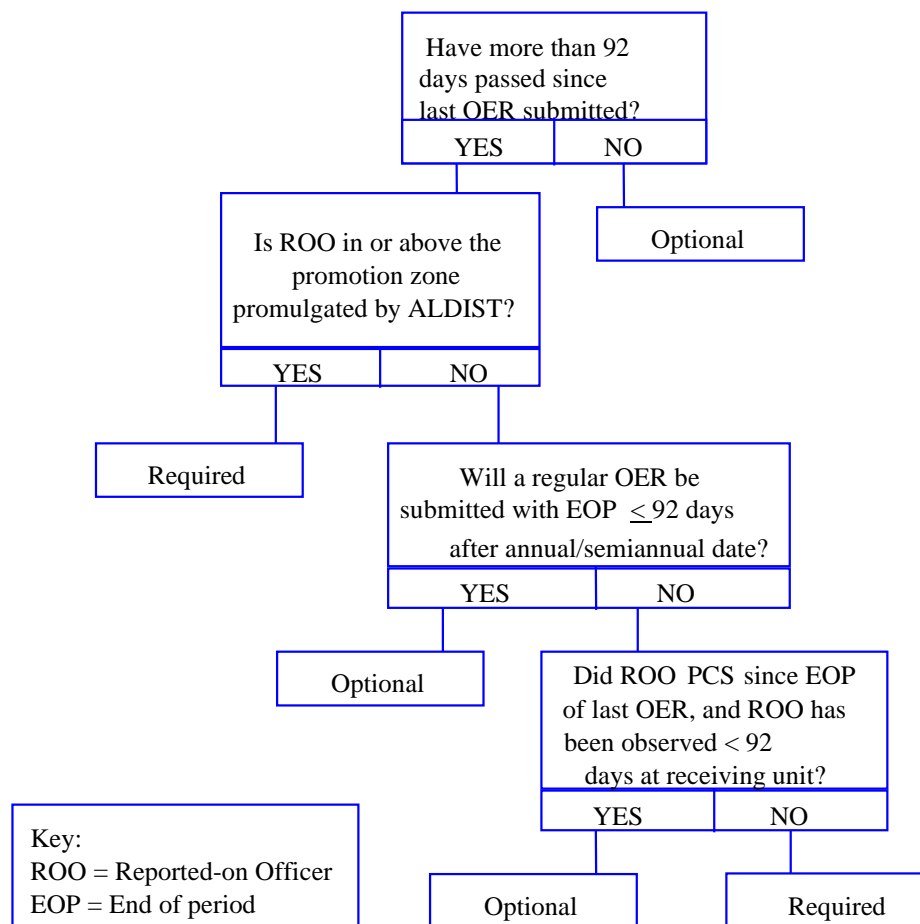 Have more than 92
days passed since
last OER submitted?
YES NO
Is ROO in or above the
promotion zone
promulgated by ALDIST?
Optional
YES NO
Required
Will a regular OER be
submitted with EOP < 92 days
after annual/semiannual date?
YES NO
Optional
Did ROO PCS since EOP
of last OER, and ROO has
been observed < 92
days at receiving unit?
YES NO
Key:
ROO = Reported-on Officer
EOP = End of period
Optional
Required